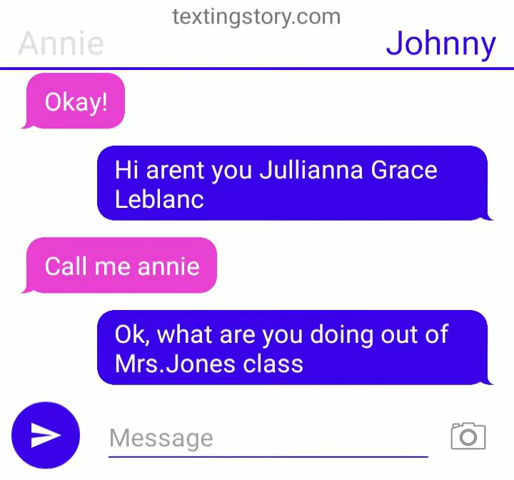 textingstory.com
Annie
Johnny
Okay!
Hi arent you Jullianna Grace
Leblanc
Call me annie
Ok, what are you doing out of
Mrs.Jones class
Message